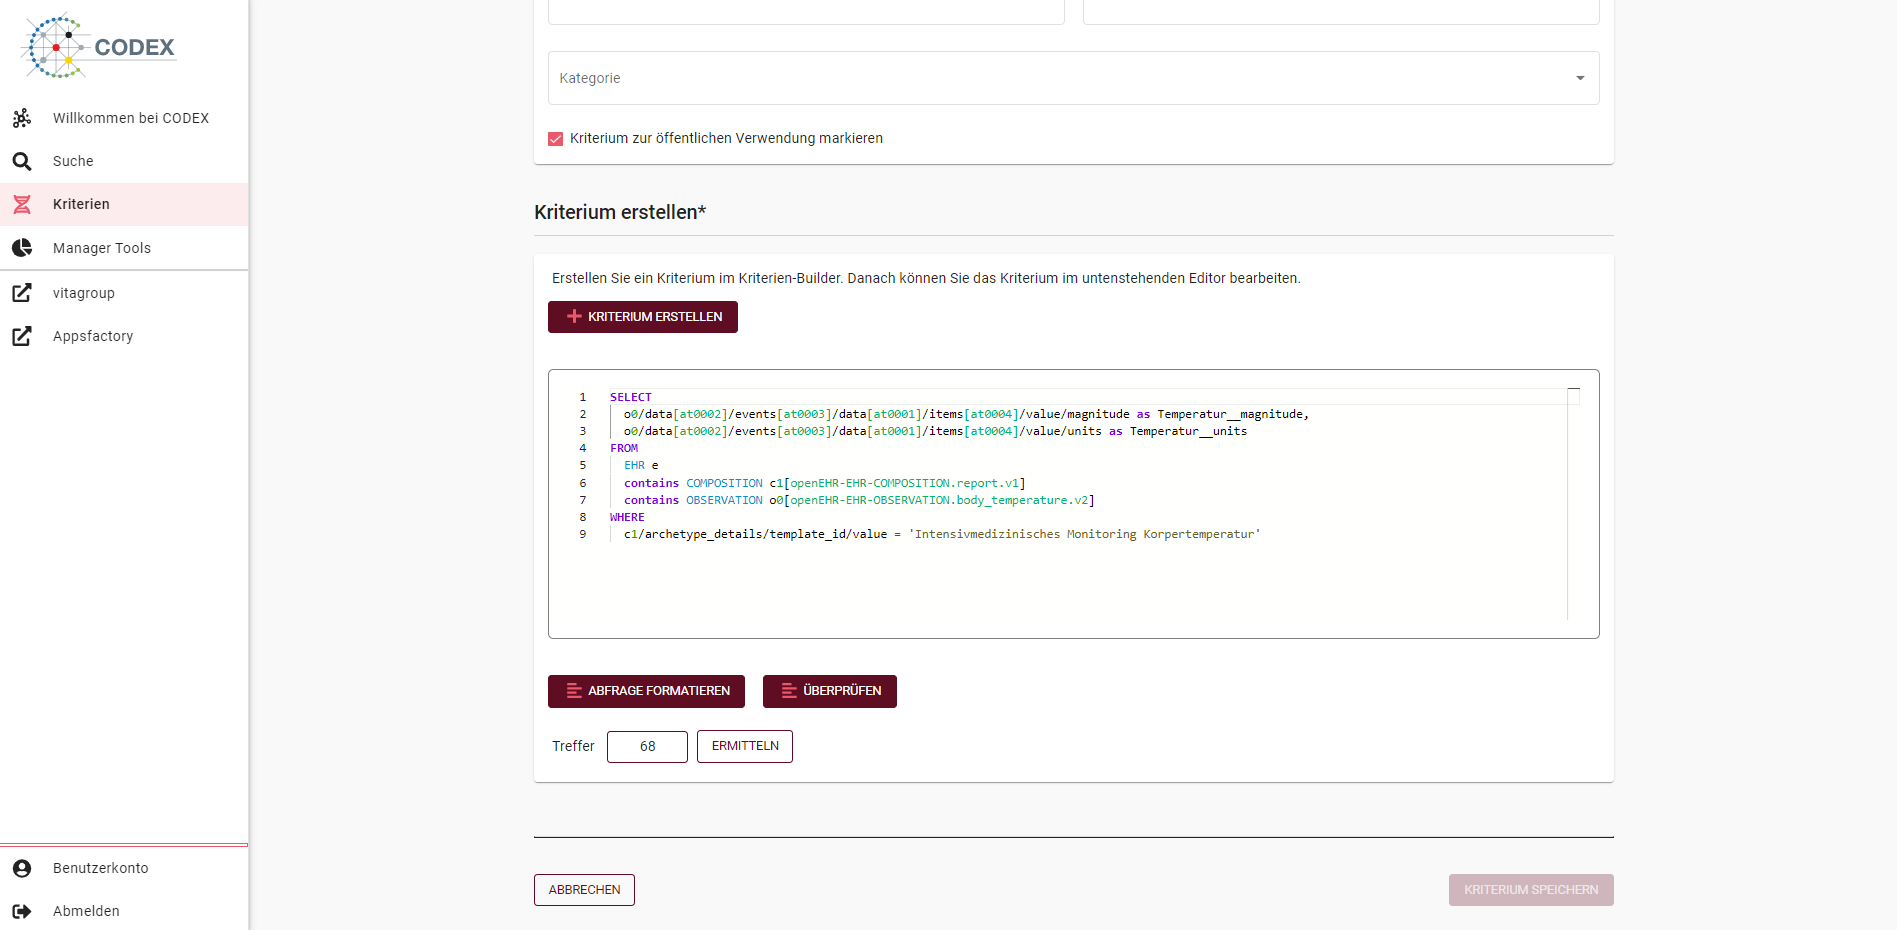 CODEX
Willkommen bei CODEX
Suche
Kriterien
Manager Tools
vitagroup
Appsfactory
Benutzerkonto
Abmelden
Kategorie
Kriterium zur öffentlichen Verwendung markieren
Kriterium erstellen*
Erstellen Sie ein Kriterium im Kriterien-Builder. Danach können Sie das Kriterium im untenstehenden Editor bearbeiten.
KRITERIUM ERSTELLEN
1 SELECT
2 o0/data[at0002]/events[at0003]/data[at0001]/items[at0004]/value/magnitude as Temperatur__magnitude,
3 o0/data[at0002]/events[at0003]/data[at0001]/items[at0004]/value/units as Temperatur__units
4 FROM
5 EHR e
6 contains COMPOSITION c1[openEHR-EHR-COMPOSITION.report.v1]
7 contains OBSERVATION o0[openEHR-EHR-OBSERVATION.body_temperature.v2]
8 WHERE
9 c1/archetype_details/template_id/value = 'Intensivmedizinisches Monitoring Korpertemperatur'
ABFRAGE FORMATIEREN ÜBERPRÜFEN
Treffer 68 ERMITTELN
ABBRECHEN KRITERIUM SPEICHERN